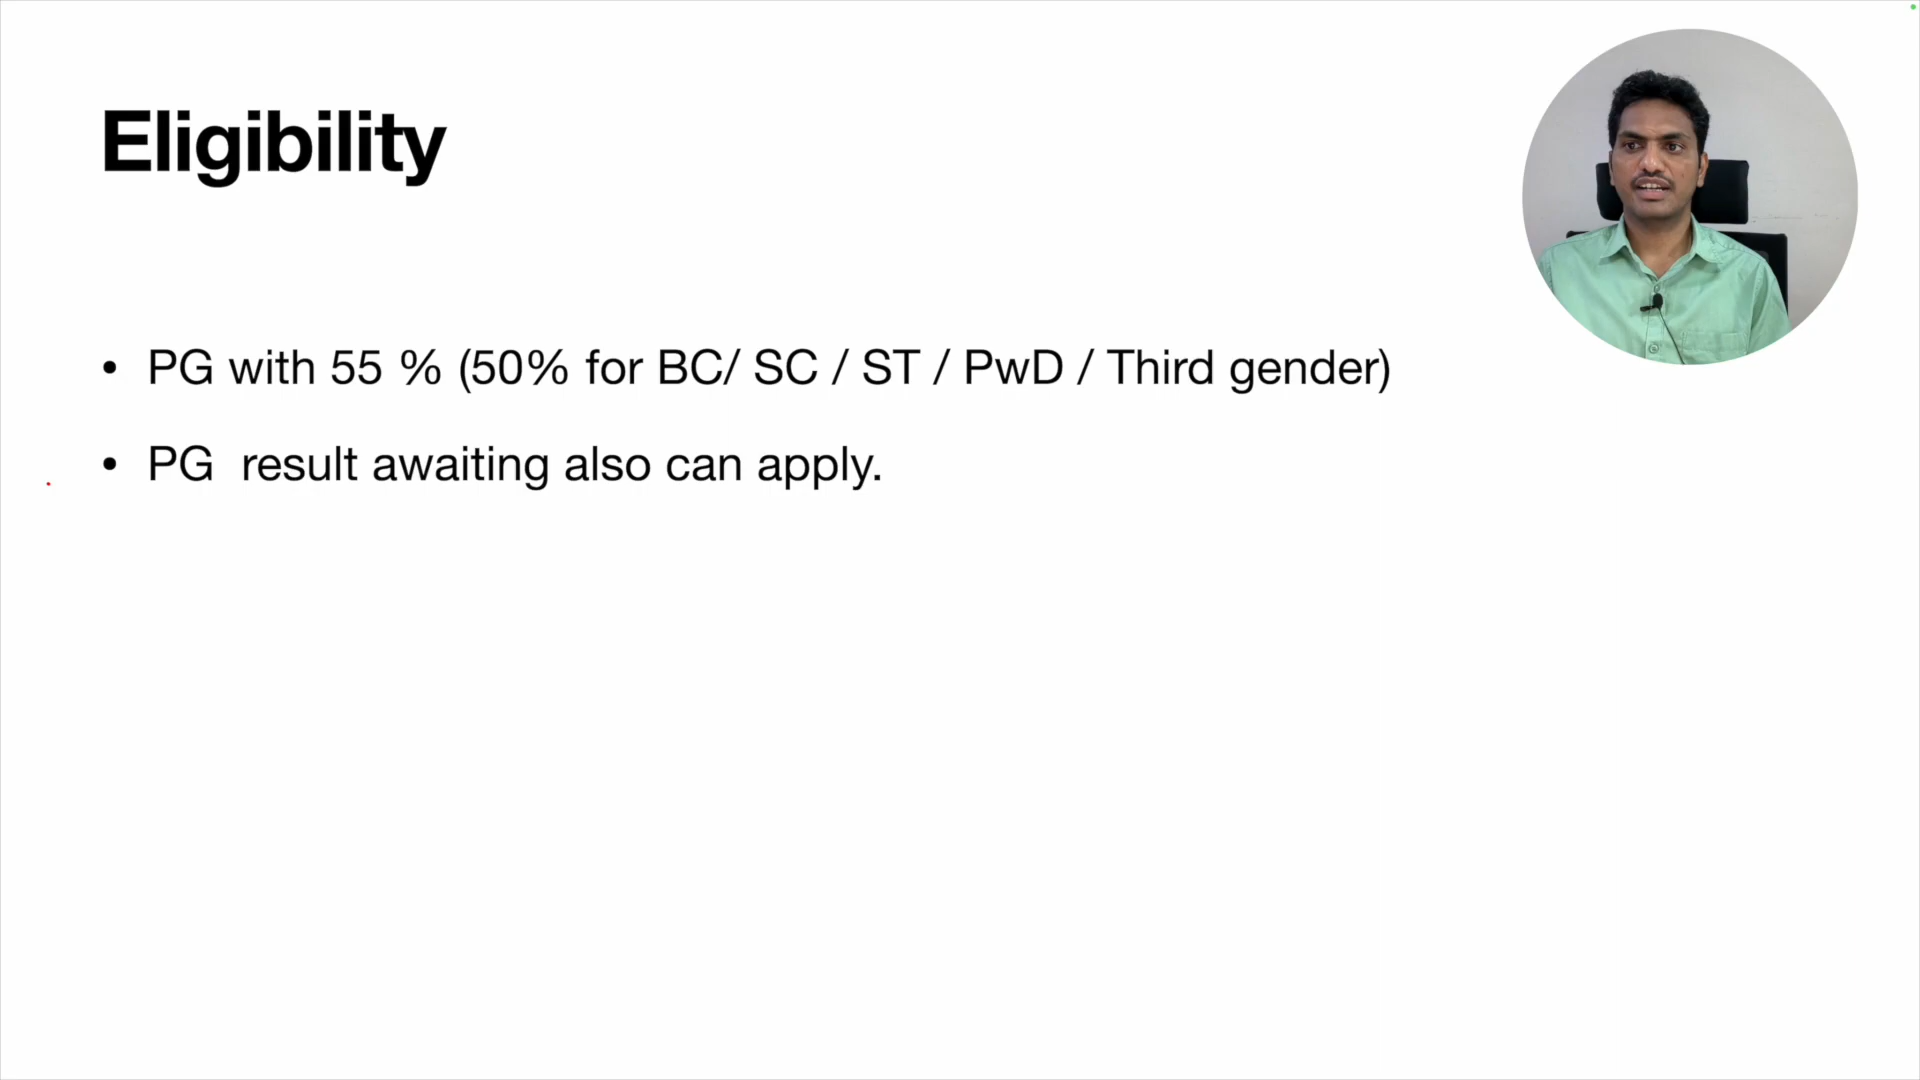 Eligibility
• PG with 55 % (50% for BC/ SC / ST / PwD / Third gender)
• PG  result awaiting also can apply.